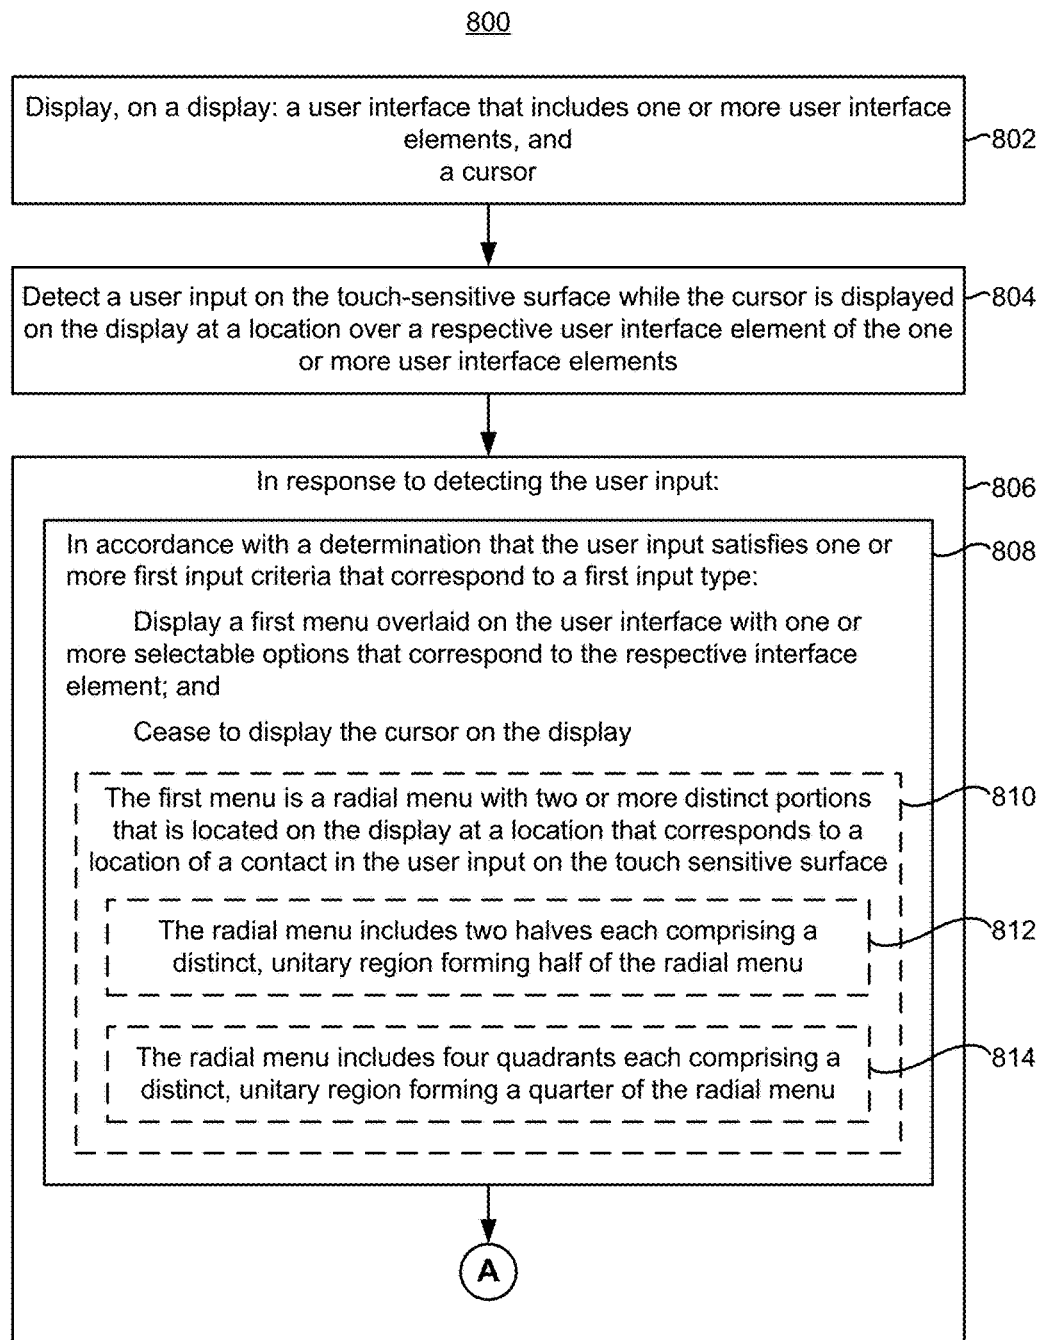 800
Display, on a display: a user interface that includes one or more user interface
elements, and
a cursor
802
Detect a user input on the touch-sensitive surface while the cursor is displayed
on the display at a location over a respective user interface element of the one
or more user interface elements
804
In response to detecting the user input:
806
In accordance with a determination that the user input satisfies one or
more first input criteria that correspond to a first input type:
808
Display a first menu overlaid on the user interface with one or
more selectable options that correspond to the respective interface
element; and
Cease to display the cursor on the display
The first menu is a radial menu with two or more distinct portions
that is located on the display at a location that corresponds to a
location of a contact in the user input on the touch sensitive surface
810
The radial menu includes two halves each comprising a
distinct, unitary region forming half of the radial menu
812
The radial menu includes four quadrants each comprising a
distinct, unitary region forming a quarter of the radial menu
814
A